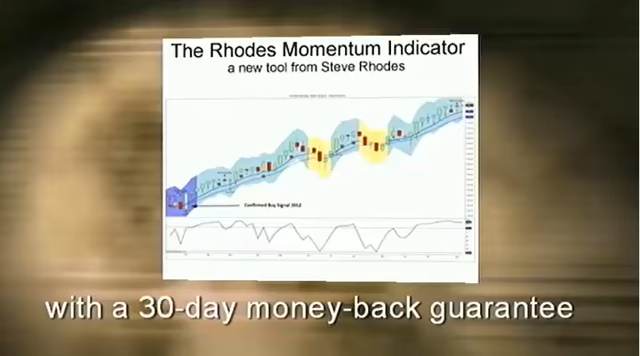 The Rhodes Momentum Indicator
a new tool from Steve Rhodes
Confirmed Buy Signal 2012
with a 30-day money-back guarantee